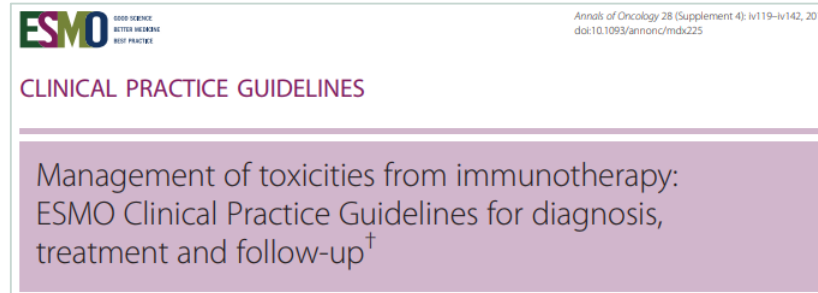 ESMO
GOOD SCIENCE
BETTER MEDICINE
BEST PRACTICE
Annals of Oncology 28 (Supplement 4): iv119–iv142, 20
doi:10.1093/annonc/mdx225
CLINICAL PRACTICE GUIDELINES
Management of toxicities from immunotherapy:
ESMO Clinical Practice Guidelines for diagnosis,
treatment and follow-up†